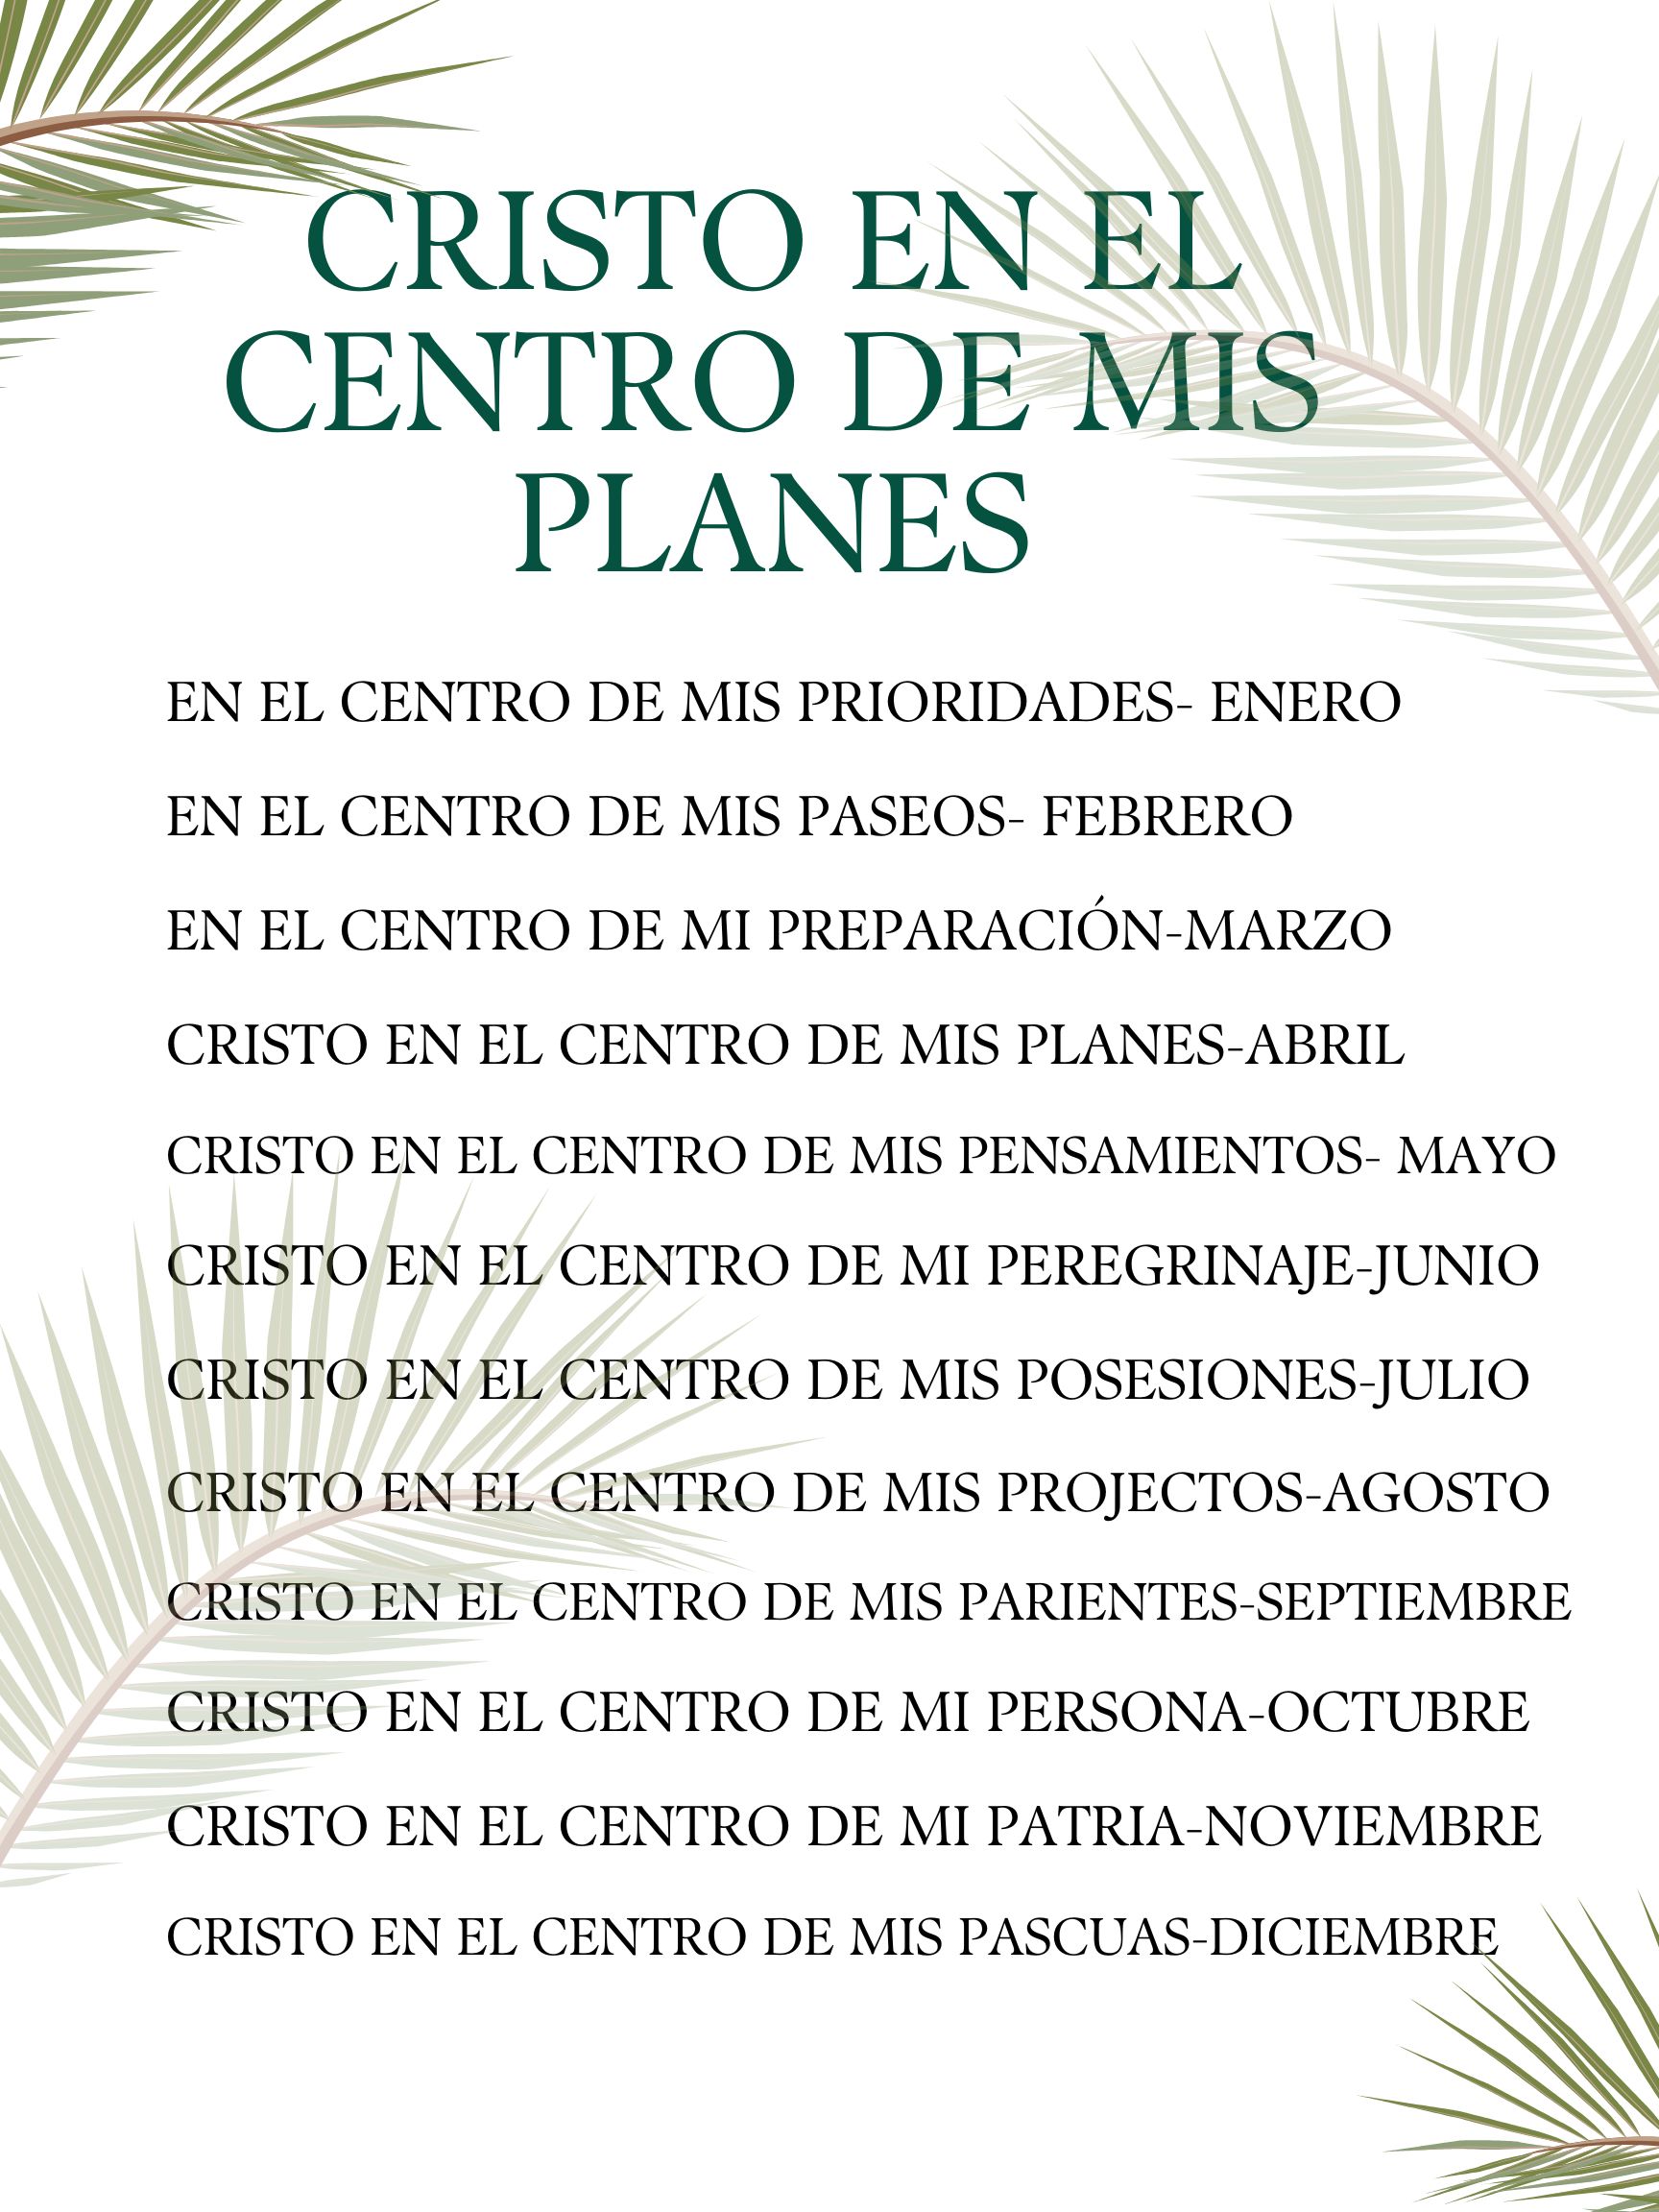 CRISTO EN EL
CENTRO DE MIS
PLANES
EN EL CENTRO DE MIS PRIORIDADES- ENERO
EN EL CENTRO DE MIS PASEOS- FEBRERO
EN EL CENTRO DE MI PREPARACIÓN-MARZO
CRISTO EN EL CENTRO DE MIS PLANES-ABRIL
CRISTO EN EL CENTRO DE MIS PENSAMIENTOS- MAYO
CRISTO EN EL CENTRO DE MI PEREGRINAJE-JUNIO
CRISTO EN EL CENTRO DE MIS POSESIONES-JULIO
CRISTO EN EL CENTRO DE MIS PROJECTOS-AGOSTO
CRISTO EN EL CENTRO DE MIS PARIENTES-SEPTIEMBRE
CRISTO EN EL CENTRO DE MI PERSONA-OCTUBRE
CRISTO EN EL CENTRO DE MI PATRIA-NOVIEMBRE
CRISTO EN EL CENTRO DE MIS PASCUAS-DICIEMBRE